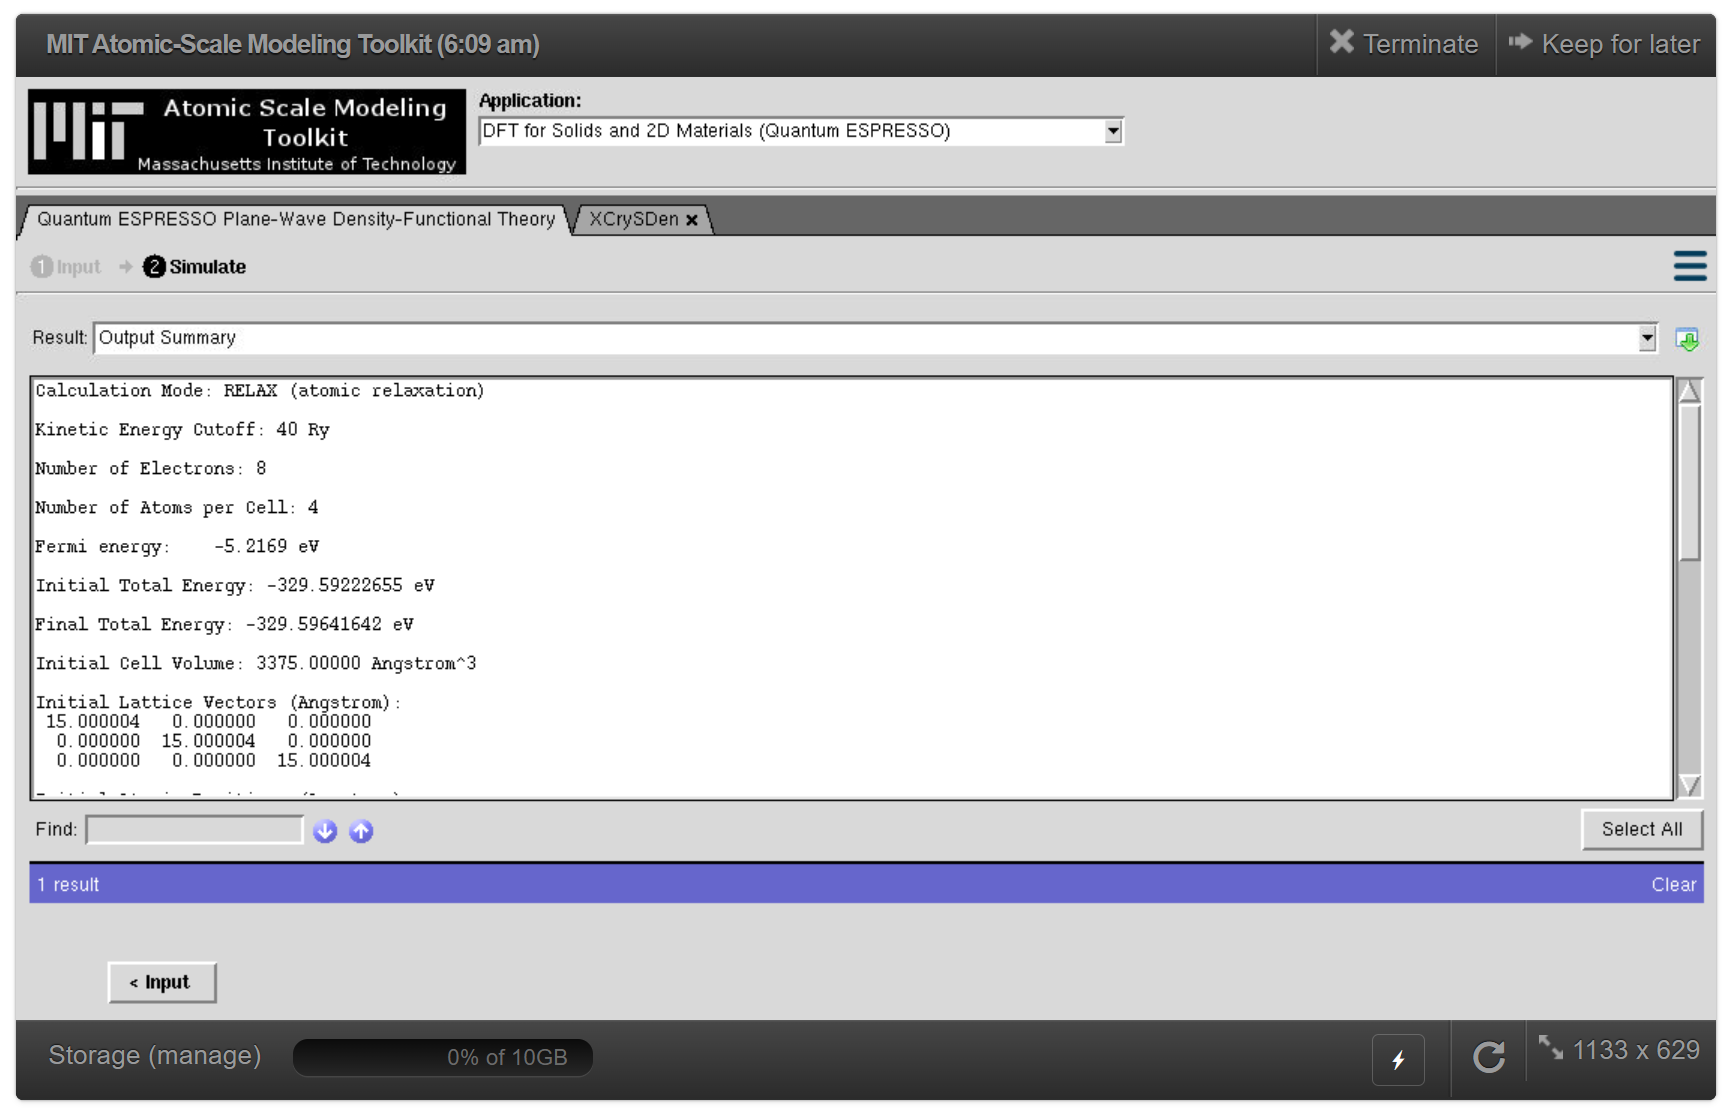 MIT Atomic-Scale Modeling Toolkit (6:09 am)
Terminate
Keep for later
MIT
Atomic Scale Modeling
Toolkit
Massachusetts Institute of Technology
Application:
DFT for Solids and 2D Materials (Quantum ESPRESSO)
Quantum ESPRESSO Plane-Wave Density-Functional Theory
XCrySDen ×
1 Input → 2 Simulate
Result: Output Summary
Calculation Mode: RELAX (atomic relaxation)
Kinetic Energy Cutoff: 40 Ry
Number of Electrons: 8
Number of Atoms per Cell: 4
Fermi energy: -5.2169 eV
Initial Total Energy: -329.59222655 eV
Final Total Energy: -329.59641642 eV
Initial Cell Volume: 3375.00000 Angstrom^3
Initial Lattice Vectors (Angstrom):
15.000004 0.000000 0.000000
0.000000 15.000004 0.000000
0.000000 0.000000 15.000004
Find:
Select All
1 result
Clear
< Input
Storage (manage)
0% of 10GB
1133 x 629